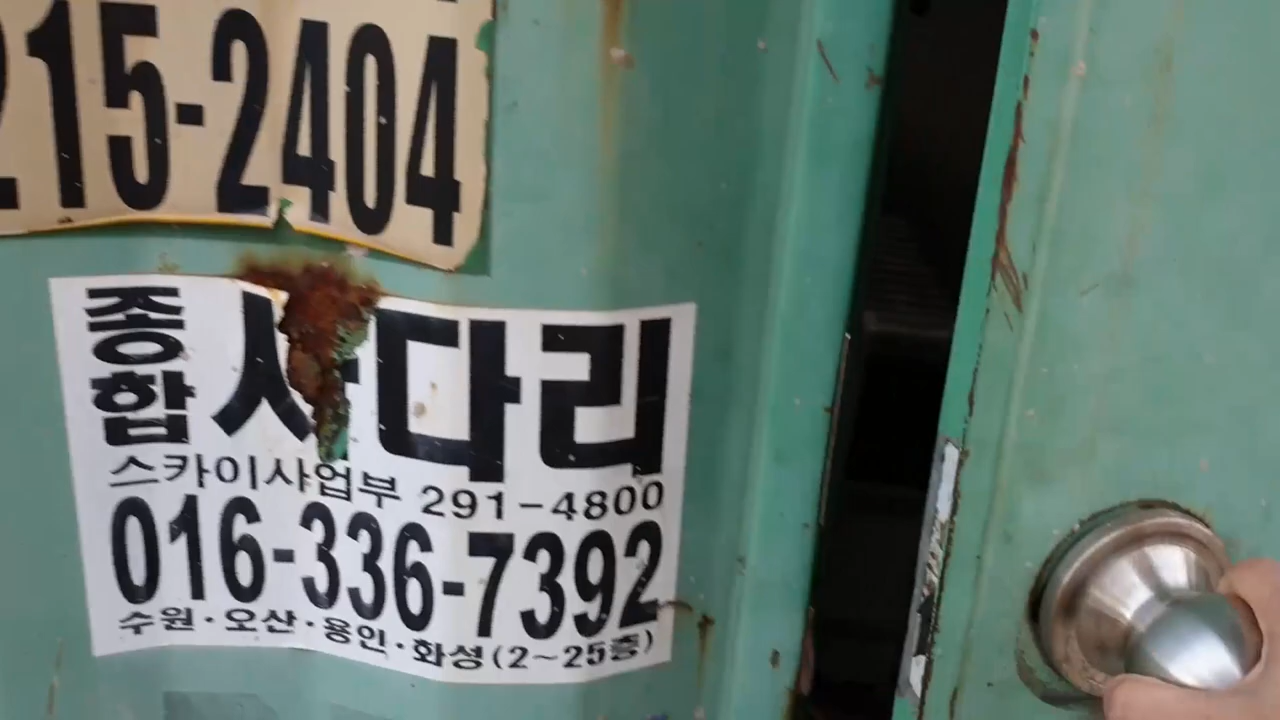 215-2404
종합 사다리
스카이사업부 291-4800
016-336-7392
수원·오산·용인·화성(2~25층)